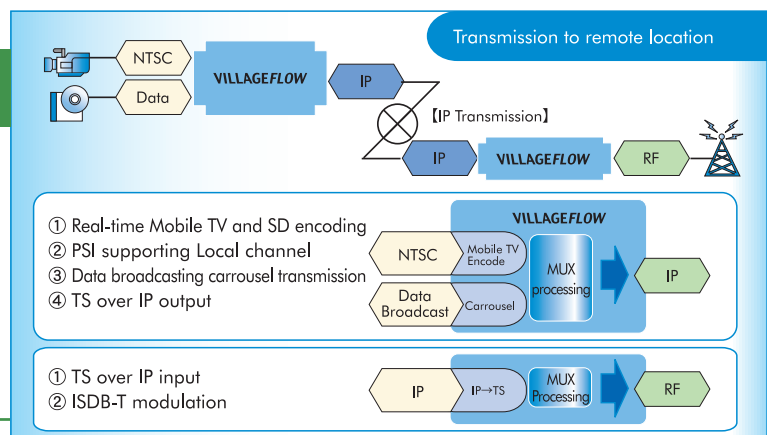 Transmission to remote location
NTSC
Data
VILLAGEFLOW
IP
【IP Transmission】
IP
VILLAGEFLOW
RF
① Real-time Mobile TV and SD encoding
② PSI supporting Local channel
③ Data broadcasting carrousel transmission
④ TS over IP output
VILLAGEFLOW
NTSC
Mobile TV
Encode
Data
Broadcast
Carrousel
MUX
processing
IP
① TS over IP input
② ISDB-T modulation
IP
IP→TS
MUX
Processing
RF